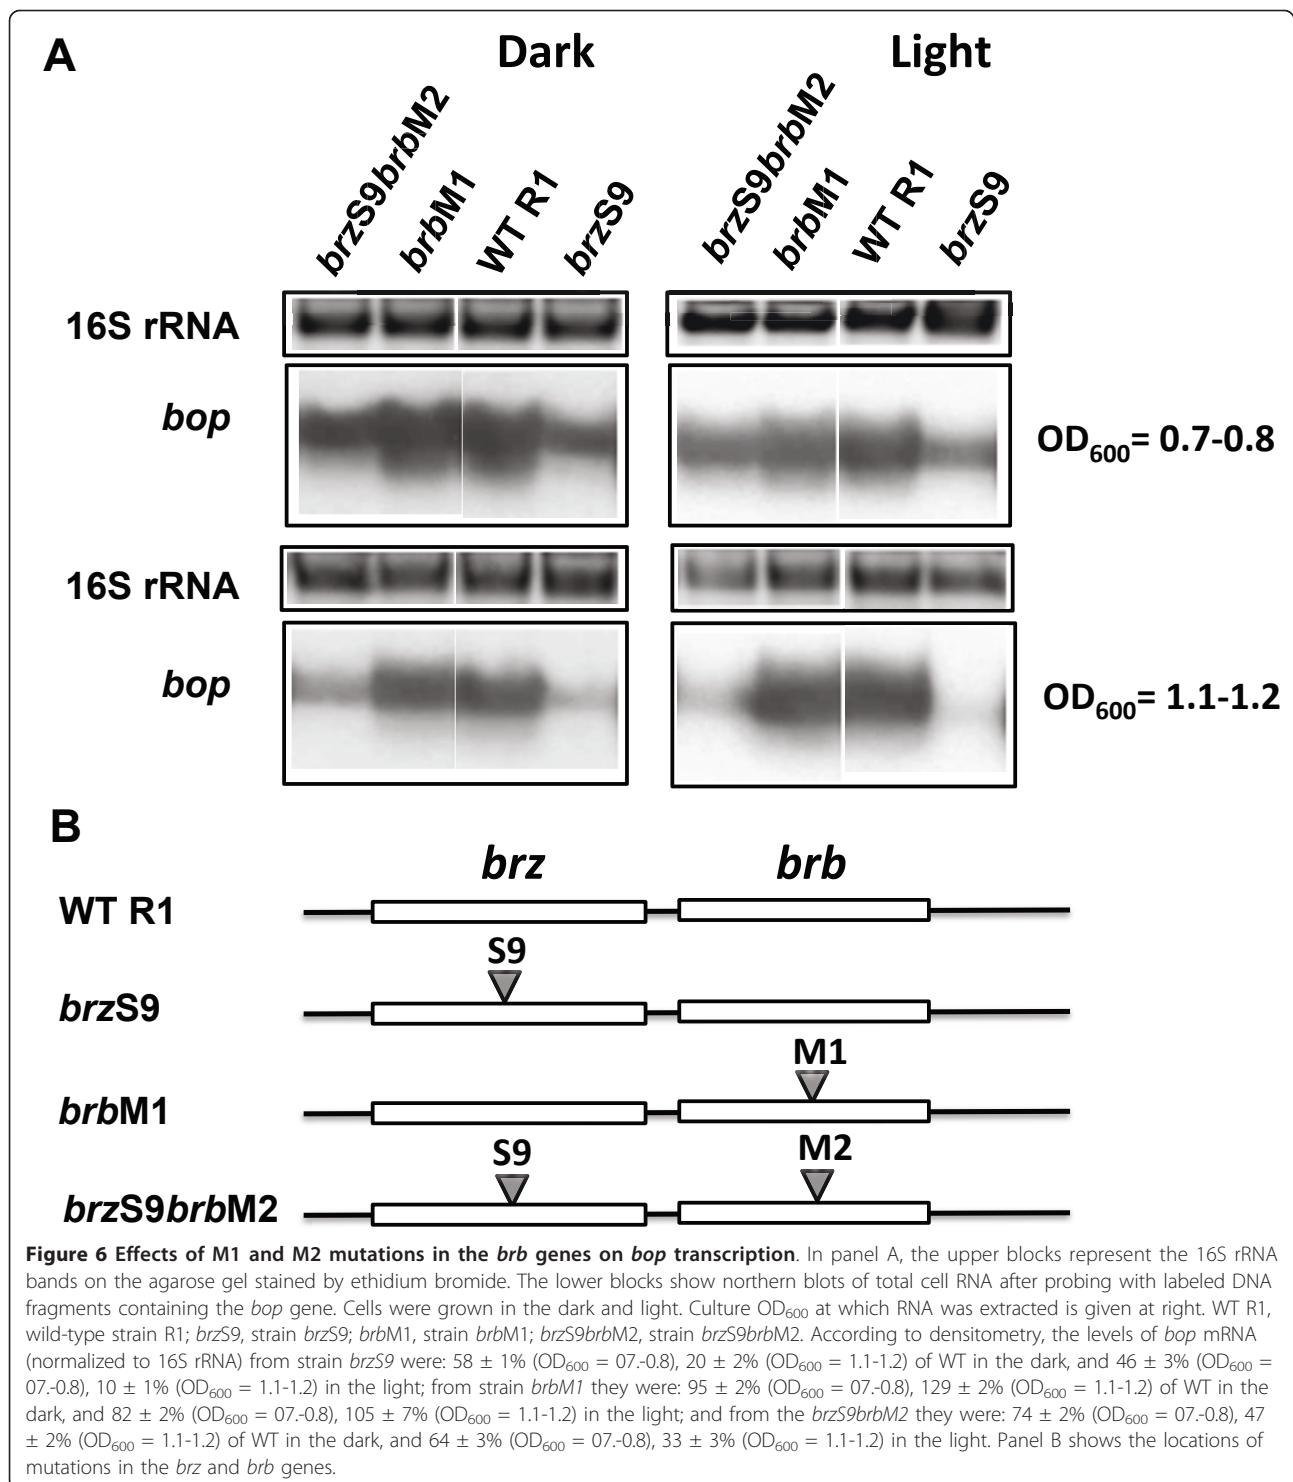 A
Dark
Light
brzS9brbM2
brbM1
WT R1
brzS9
brzS9brbM2
brbM1
WT R1
brzS9
16S rRNA
bop
OD600= 0.7-0.8
16S rRNA
bop
OD600= 1.1-1.2
B
brz
brb
WT R1
S9
brzS9
M1
brbM1
S9
M2
brzS9brbM2
Figure 6 Effects of M1 and M2 mutations in the brb genes on bop transcription. In panel A, the upper blocks represent the 16S rRNA
bands on the agarose gel stained by ethidium bromide. The lower blocks show northern blots of total cell RNA after probing with labeled DNA
fragments containing the bop gene. Cells were grown in the dark and light. Culture OD600 at which RNA was extracted is given at right. WT R1,
wild-type strain R1; brzS9, strain brzS9; brbM1, strain brbM1; brzS9brbM2, strain brzS9brbM2. According to densitometry, the levels of bop mRNA
(normalized to 16S rRNA) from strain brzS9 were: 58 ± 1% (OD600 = 07.-0.8), 20 ± 2% (OD600 = 1.1-1.2) of WT in the dark, and 46 ± 3% (OD600 =
07.-0.8), 10 ± 1% (OD600 = 1.1-1.2) in the light; from strain brbM1 they were: 95 ± 2% (OD600 = 07.-0.8), 129 ± 2% (OD600 = 1.1-1.2) of WT in the
dark, and 82 ± 2% (OD600 = 07.-0.8), 105 ± 7% (OD600 = 1.1-1.2) in the light; and from the brzS9brbM2 they were: 74 ± 2% (OD600 = 07.-0.8), 47
± 2% (OD600 = 1.1-1.2) of WT in the dark, and 64 ± 3% (OD600 = 07.-0.8), 33 ± 3% (OD600 = 1.1-1.2) in the light. Panel B shows the locations of
mutations in the brz and brb genes.